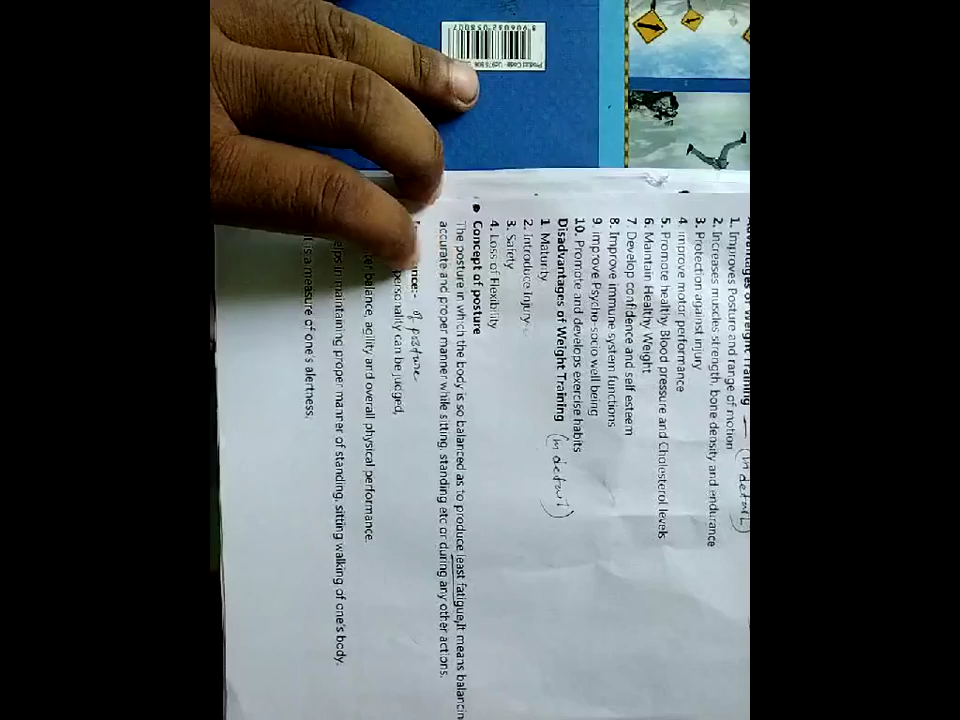 Advantages of Weight Training — (in detail)
1. Improves Posture and range of motion
2. Increases muscles strength, bone density and endurance
3. Protection against injury
4. improve motor performance
5. Promote healthy Blood pressure and Cholesterol levels
6. Maintain Healthy Weight
7 Develop confidence and self esteem
8. Improve immune system functions
9 improve Psycho-socio well being
10. Promote and develops exercise habits
Disadvantages of Weight Training (in detail)
1 Maturity
2. Introduce Injury
3. Safety
4. Loss of Flexibility
Concept of posture
The posture in which the body is so balanced as to produce least fatigue,It means balancin
accurate and proper manner while sitting, standing etc or during any other actions.
ance:- of posture
personality can be judged,
balance, agility and overall physical performance.
elps in maintaining proper manner of standing, sitting walking of one's body.
is a measure of one's alertness,
8906052058007
Product Code